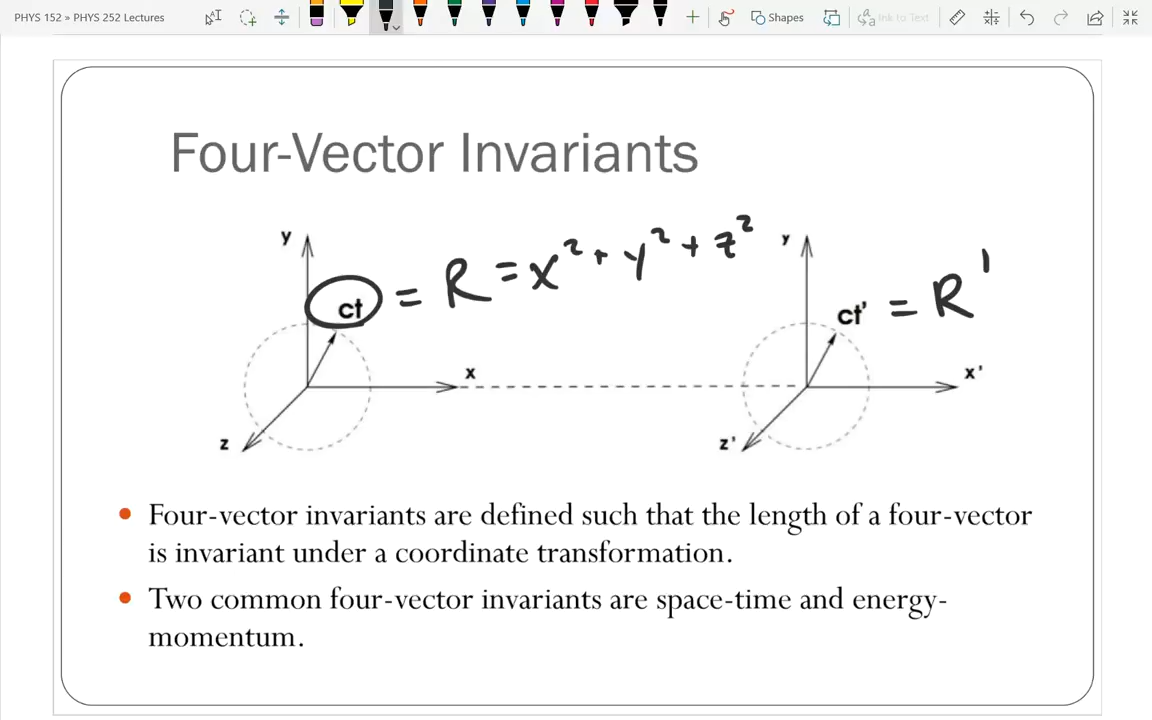 PHYS 152 » PHYS 252 Lectures
Shapes
Ink to Text
Four-Vector Invariants
y
ct = R = x² + y² + z²
x
z
y
ct' = R'
x'
z'
• Four-vector invariants are defined such that the length of a four-vector
is invariant under a coordinate transformation.
• Two common four-vector invariants are space-time and energy-
momentum.